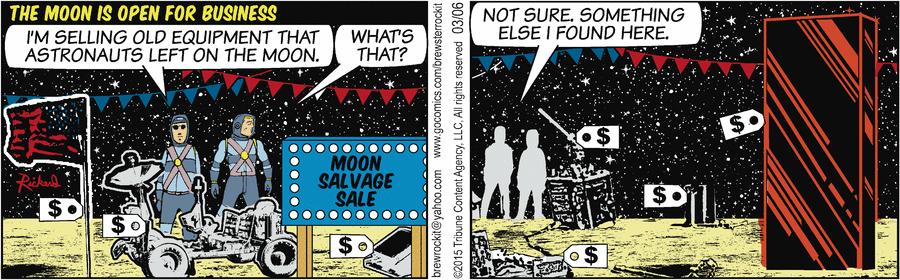 THE MOON IS OPEN FOR BUSINESS
I'M SELLING OLD EQUIPMENT THAT
ASTRONAUTS LEFT ON THE MOON.
WHAT'S
THAT?
Richard
MOON
SALVAGE
SALE
$
$
$
brewrockit@yahoo.com www.gocomics.com/brewsterrockit
©2015 Tribune Content Agency, LLC, All rights reserved 03/06
NOT SURE. SOMETHING
ELSE I FOUND HERE.
$
$
$
$